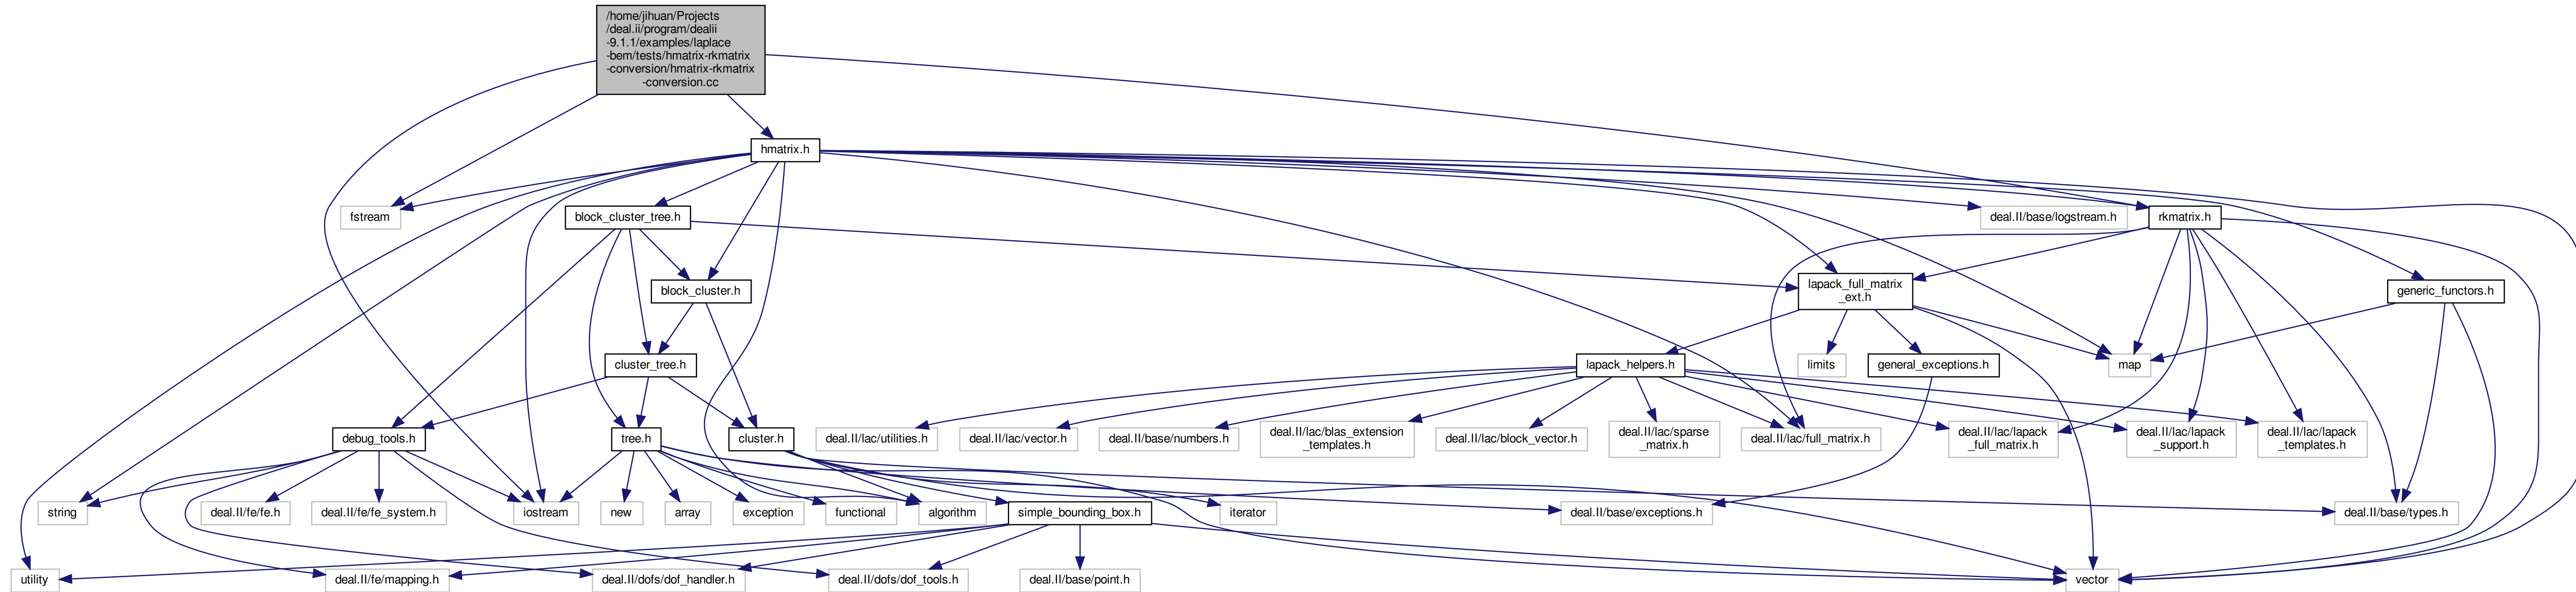 /home/jihuan/Projects
/deal.ii/program/dealii
-9.1.1/examples/laplace
-bem/tests/hmatrix-rkmatrix
-conversion/hmatrix-rkmatrix
-conversion.cc
hmatrix.h
fstream
block_cluster_tree.h
deal.II/base/logstream.h
rkmatrix.h
block_cluster.h
lapack_full_matrix
_ext.h
generic_functors.h
cluster_tree.h
lapack_helpers.h
limits
general_exceptions.h
map
debug_tools.h
tree.h
cluster.h
deal.II/lac/utilities.h
deal.II/lac/vector.h
deal.II/base/numbers.h
deal.II/lac/blas_extension
_templates.h
deal.II/lac/block_vector.h
deal.II/lac/sparse
_matrix.h
deal.II/lac/full_matrix.h
deal.II/lac/lapack
_full_matrix.h
deal.II/lac/lapack
_support.h
deal.II/lac/lapack
_templates.h
string
deal.II/fe/fe.h
deal.II/fe/fe_system.h
iostream
new
array
exception
functional
algorithm
simple_bounding_box.h
iterator
deal.II/base/exceptions.h
deal.II/base/types.h
utility
deal.II/fe/mapping.h
deal.II/dofs/dof_handler.h
deal.II/dofs/dof_tools.h
deal.II/base/point.h
vector